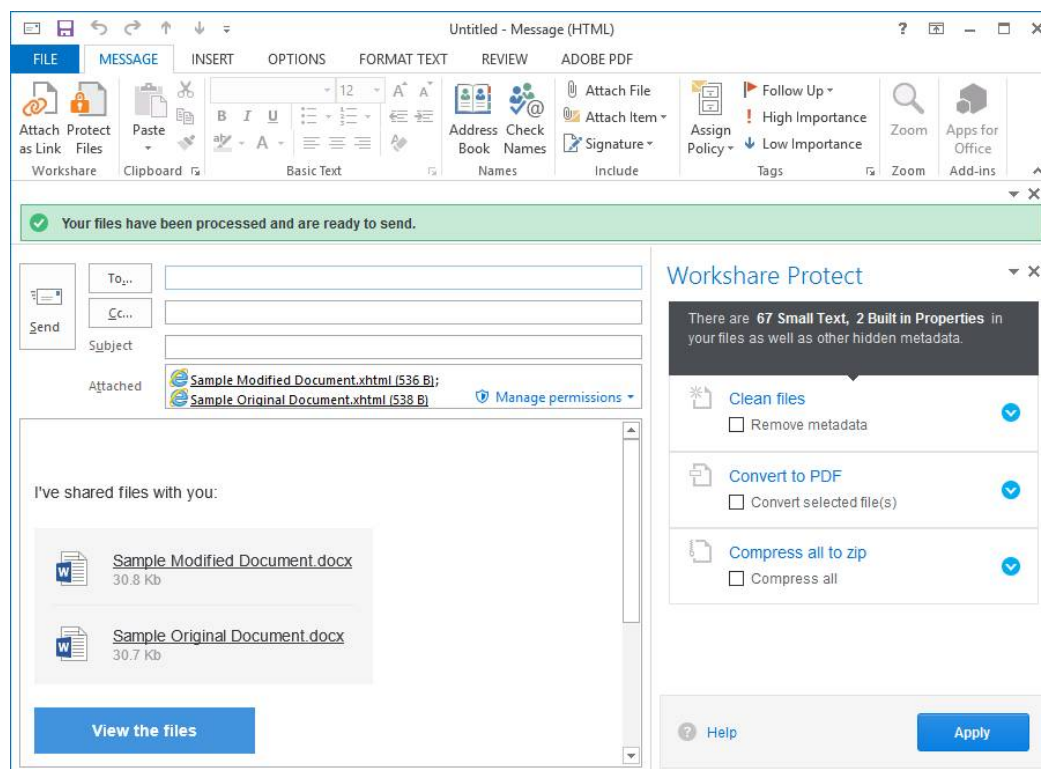 Untitled - Message (HTML)
FILE MESSAGE INSERT OPTIONS FORMAT TEXT REVIEW ADOBE PDF
Attach as Link
Protect Files
Workshare
Paste
Clipboard
12 A A
B I U
A
Basic Text
Address Book
Check Names
Names
Attach File
Attach Item
Signature
Include
Assign Policy
Follow Up
High Importance
Low Importance
Tags
Zoom
Zoom
Apps for Office
Add-ins
Your files have been processed and are ready to send.
Send
To...
Cc...
Subject
Attached
Sample Modified Document.xhtml (536 B);
Sample Original Document.xhtml (538 B)
Manage permissions
I've shared files with you:
Sample Modified Document.docx
30.8 Kb
Sample Original Document.docx
30.7 Kb
View the files
Workshare Protect
There are 67 Small Text, 2 Built in Properties in
your files as well as other hidden metadata.
Clean files
Remove metadata
Convert to PDF
Convert selected file(s)
Compress all to zip
Compress all
Help
Apply